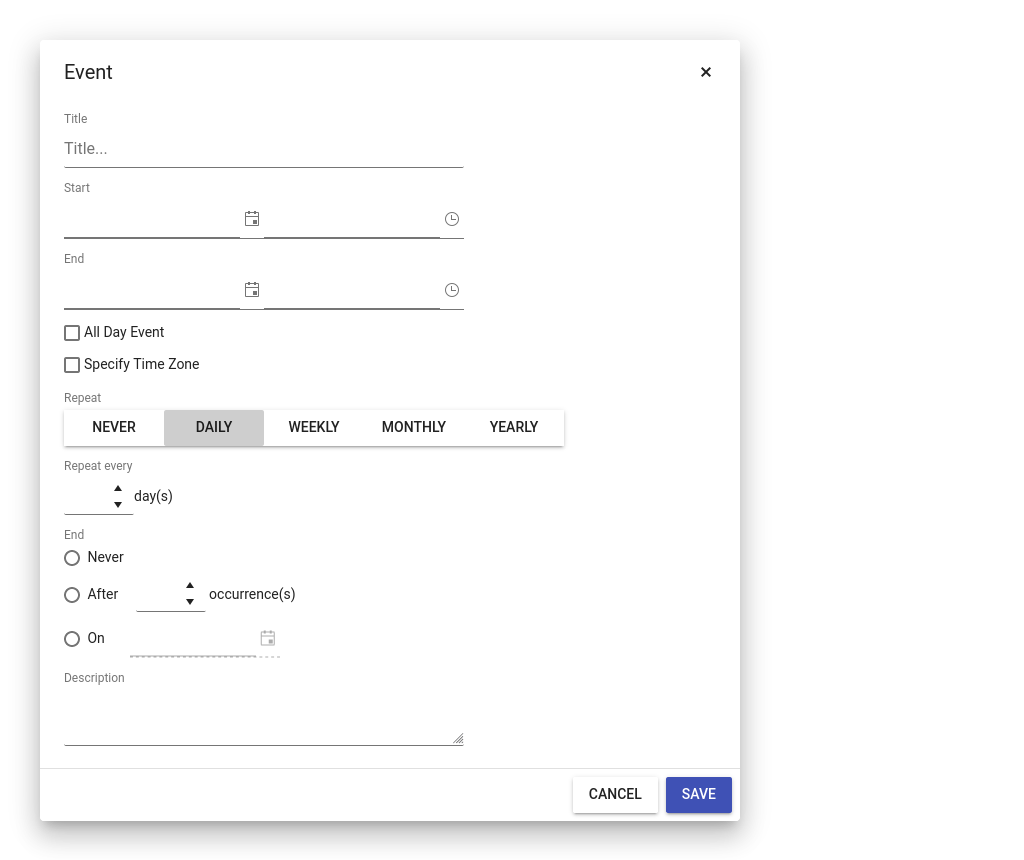 Event ✕
Title
Title...
Start
End
All Day Event
Specify Time Zone
Repeat
NEVER DAILY WEEKLY MONTHLY YEARLY
Repeat every
day(s)
End
Never
After occurrence(s)
On
Description
CANCEL SAVE